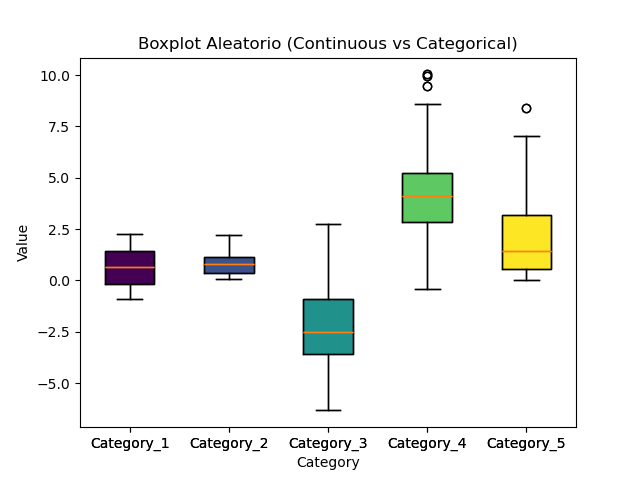 Boxplot Aleatorio (Continuous vs Categorical)
10.0
7.5
5.0
2.5
0.0
−2.5
−5.0
Value
Category_1 Category_2 Category_3 Category_4 Category_5
Category